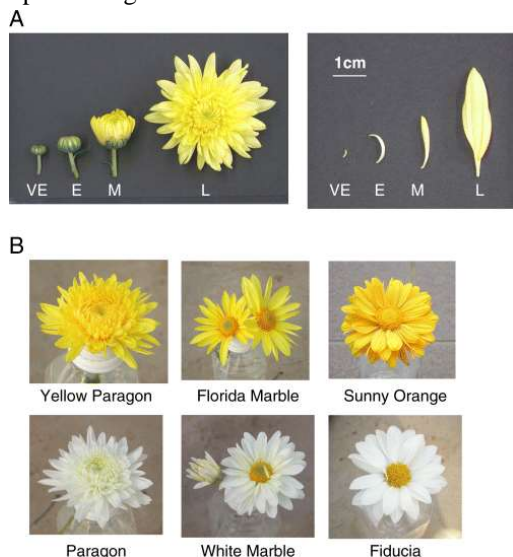 A
1cm
VE E M L
VE E M L
B
Yellow Paragon Florida Marble Sunny Orange
Paragon White Marble Fiducia